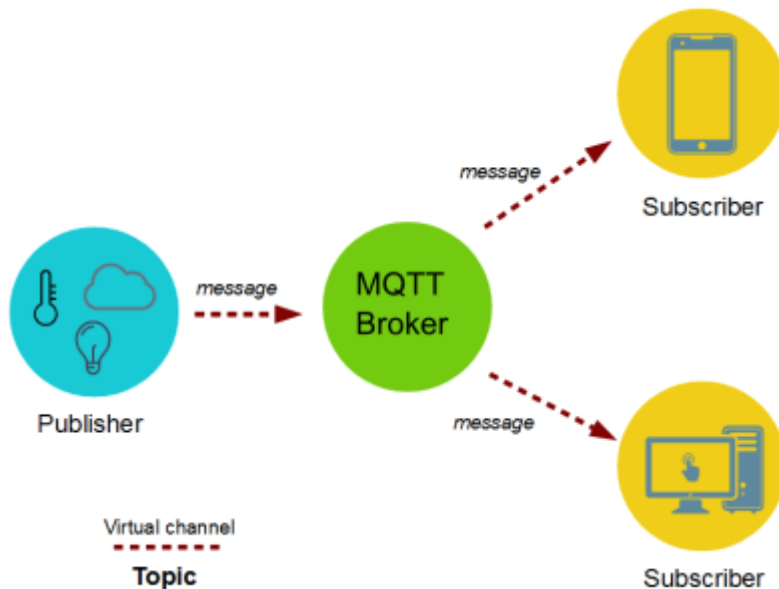 message
Subscriber
message
MQTT
Broker
Publisher
message
Virtual channel
Topic
Subscriber